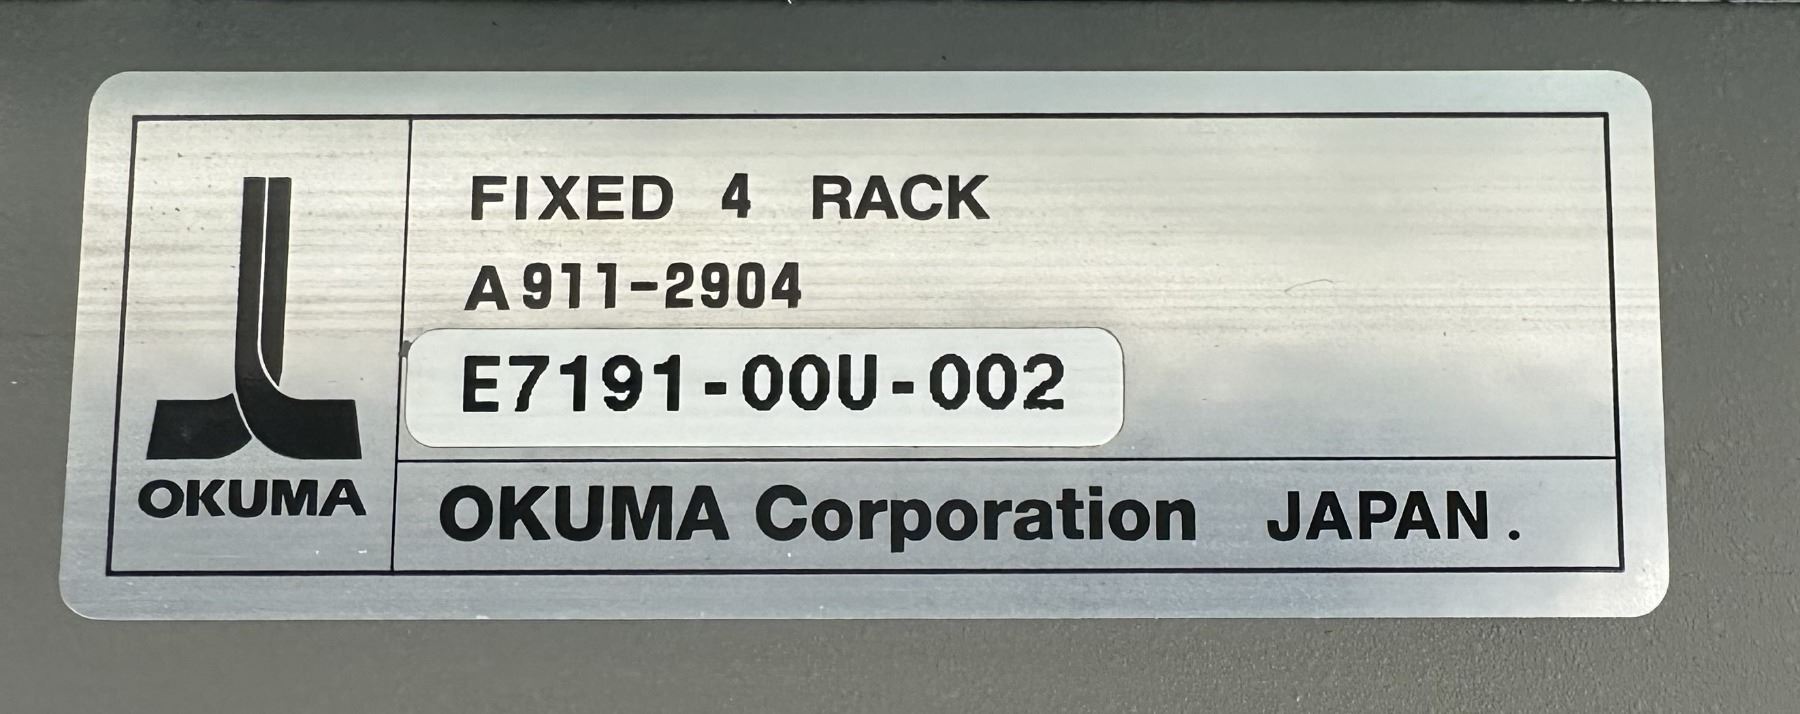 FIXED 4 RACK
A911-2904
E7191-00U-002
OKUMA
OKUMA Corporation JAPAN.